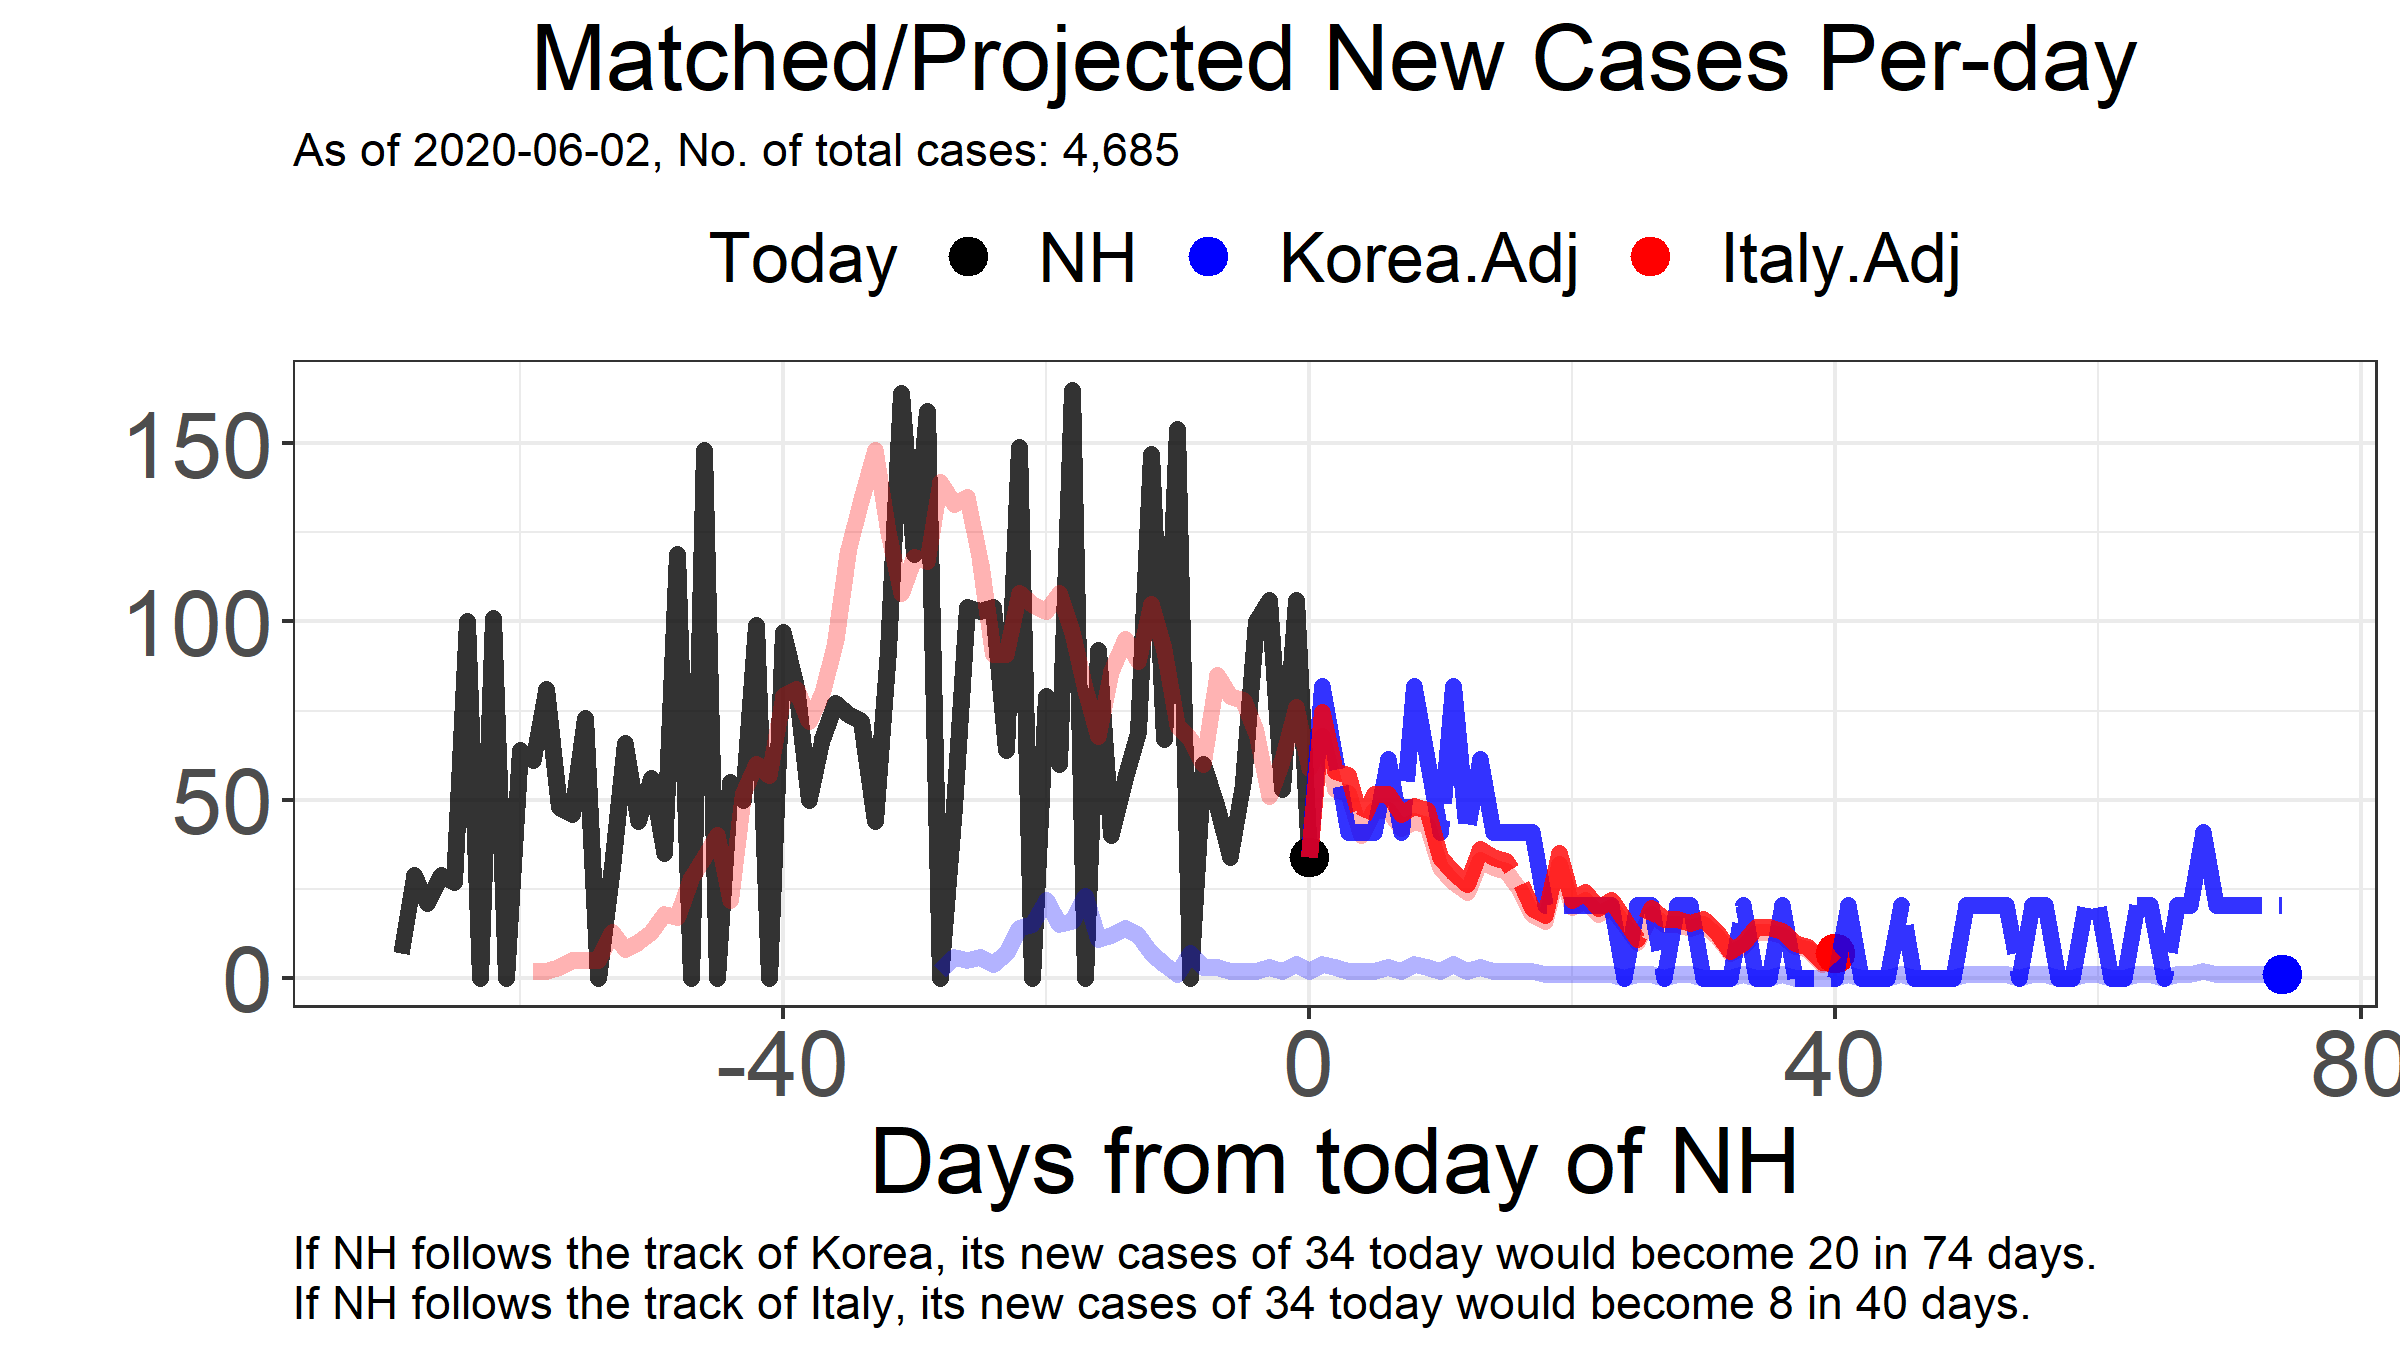 Matched/Projected New Cases Per-day
As of 2020-06-02, No. of total cases: 4,685
Today NH Korea.Adj Italy.Adj
150
100
50
0
-40 0 40 80
Days from today of NH
If NH follows the track of Korea, its new cases of 34 today would become 20 in 74 days.
If NH follows the track of Italy, its new cases of 34 today would become 8 in 40 days.